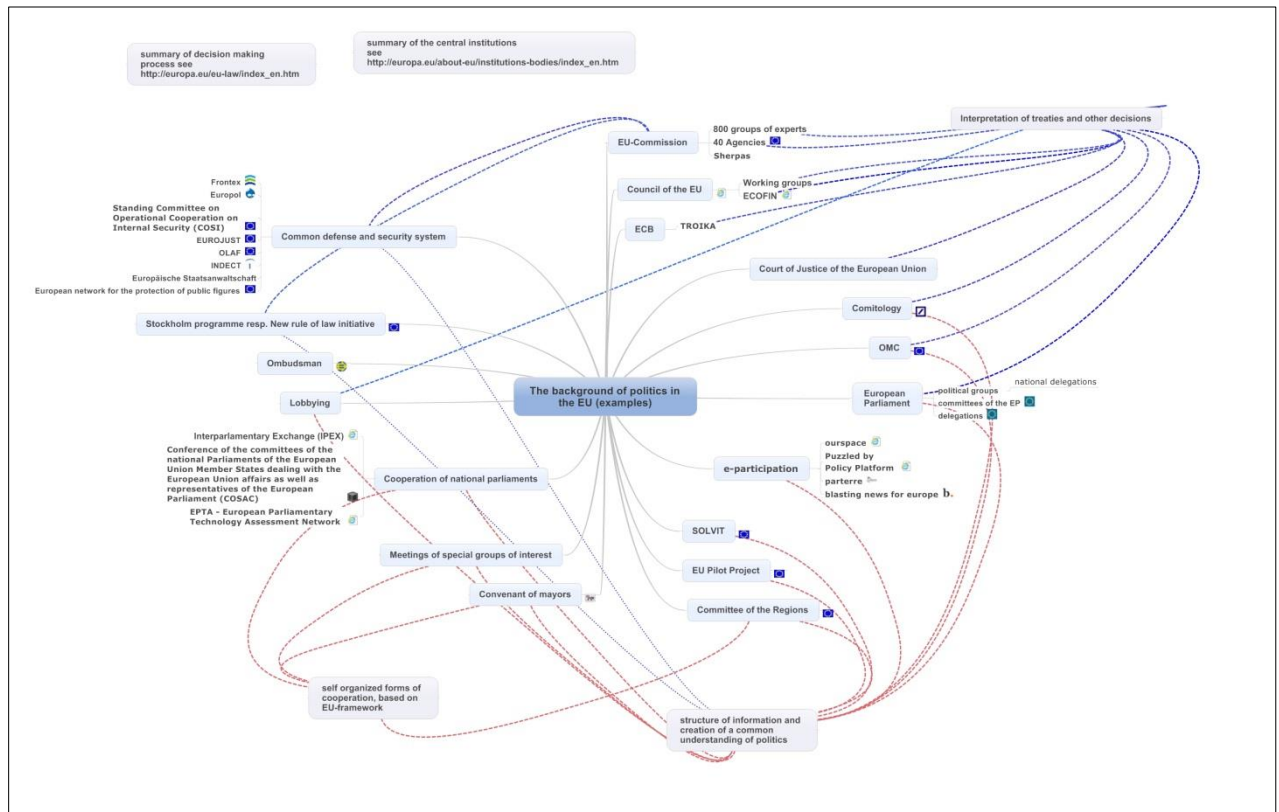 summary of decision making
process see
http://europa.eu/eu-law/index_en.htm
summary of the central institutions
see
http://europa.eu/about-eu/institutions-bodies/index_en.htm
Interpretation of treaties and other decisions
EU-Commission
800 groups of experts
40 Agencies
Sherpas
Council of the EU
Working groups
ECOFIN
ECB
TROIKA
Court of Justice of the European Union
Comitology
OMC
European
Parliament
political groups
national delegations
committees of the EP
delegations
e-participation
ourspace
Puzzled by
Policy Platform
parterre
blasting news for europe
b.
SOLVIT
EU Pilot Project
Committee of the Regions
The background of politics in
the EU (examples)
Frontex
Europol
Standing Committee on
Operational Cooperation on
Internal Security (COSI)
EUROJUST
OLAF
INDECT
Europäische Staatsanwaltschaft
European network for the protection of public figures
Common defense and security system
Stockholm programme resp. New rule of law initiative
Ombudsman
Lobbying
Interparlamentary Exchange (IPEX)
Conference of the committees of the
national Parliaments of the European
Union Member States dealing with the
European Union affairs as well as
representatives of the European
Parliament (COSAC)
EPTA - European Parliamentary
Technology Assessment Network
Cooperation of national parliaments
Meetings of special groups of interest
Convenant of mayors
self organized forms of
cooperation, based on
EU-framework
structure of information and
creation of a common
understanding of politics